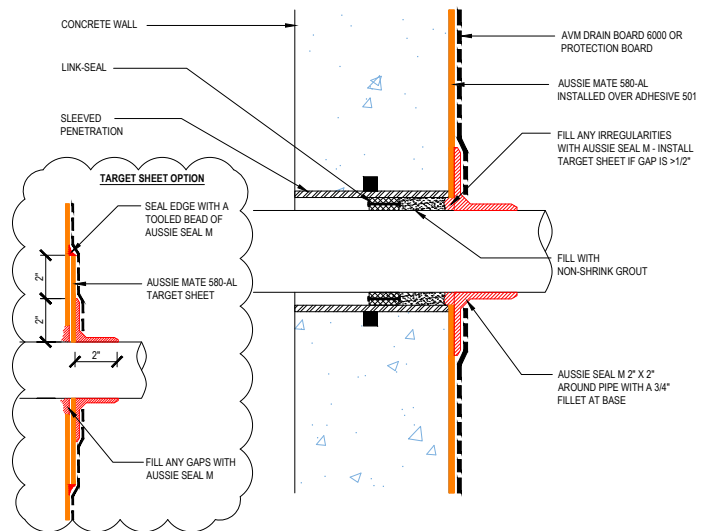 CONCRETE WALL
LINK-SEAL
SLEEVED
PENETRATION
AVM DRAIN BOARD 6000 OR
PROTECTION BOARD
AUSSIE MATE 580-AL
INSTALLED OVER ADHESIVE 501
FILL ANY IRREGULARITIES
WITH AUSSIE SEAL M - INSTALL
TARGET SHEET IF GAP IS >1/2"
FILL WITH
NON-SHRINK GROUT
AUSSIE SEAL M 2" X 2"
AROUND PIPE WITH A 3/4"
FILLET AT BASE
TARGET SHEET OPTION
SEAL EDGE WITH A
TOOLED BEAD OF
AUSSIE SEAL M
2"
AUSSIE MATE 580-AL
TARGET SHEET
2"
2"
FILL ANY GAPS WITH
AUSSIE SEAL M